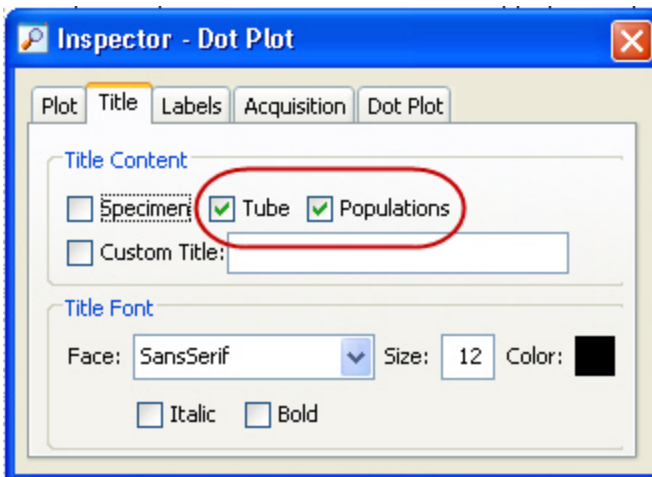 Inspector - Dot Plot
Plot Title Labels Acquisition Dot Plot
Title Content
Specimen Tube Populations
Custom Title:
Title Font
Face: SansSerif Size: 12 Color:
Italic Bold